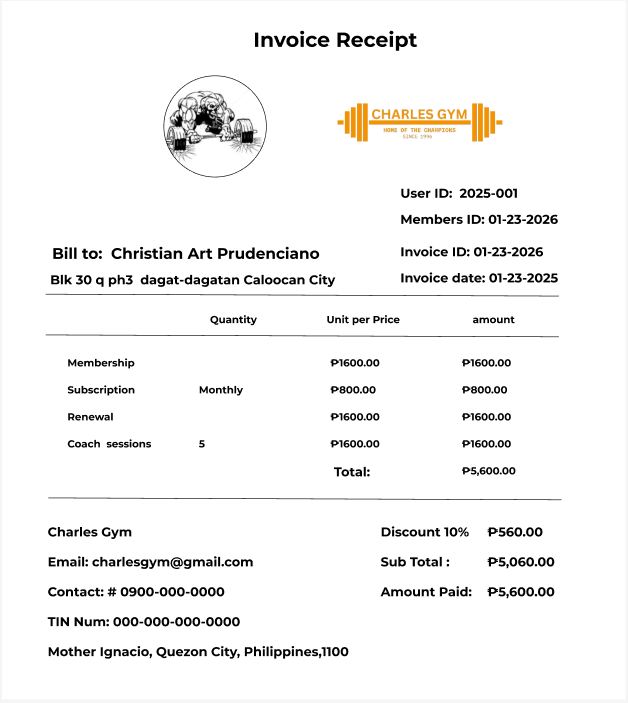 Invoice Receipt
CHARLES GYM
HOME OF THE CHAMPIONS
SINCE 1996
User ID:  2025-001
Members ID: 01-23-2026
Bill to:  Christian Art Prudenciano
Invoice ID: 01-23-2026
Blk 30 q ph3  dagat-dagatan Caloocan City
Invoice date: 01-23-2025
Quantity Unit per Price amount
Membership ₱1600.00 ₱1600.00
Subscription Monthly ₱800.00 ₱800.00
Renewal ₱1600.00 ₱1600.00
Coach  sessions 5 ₱1600.00 ₱1600.00
Total: ₱5,600.00
Charles Gym Discount 10% ₱560.00
Email: charlesgym@gmail.com Sub Total : ₱5,060.00
Contact: # 0900-000-0000 Amount Paid: ₱5,600.00
TIN Num: 000-000-000-0000
Mother Ignacio, Quezon City, Philippines,1100